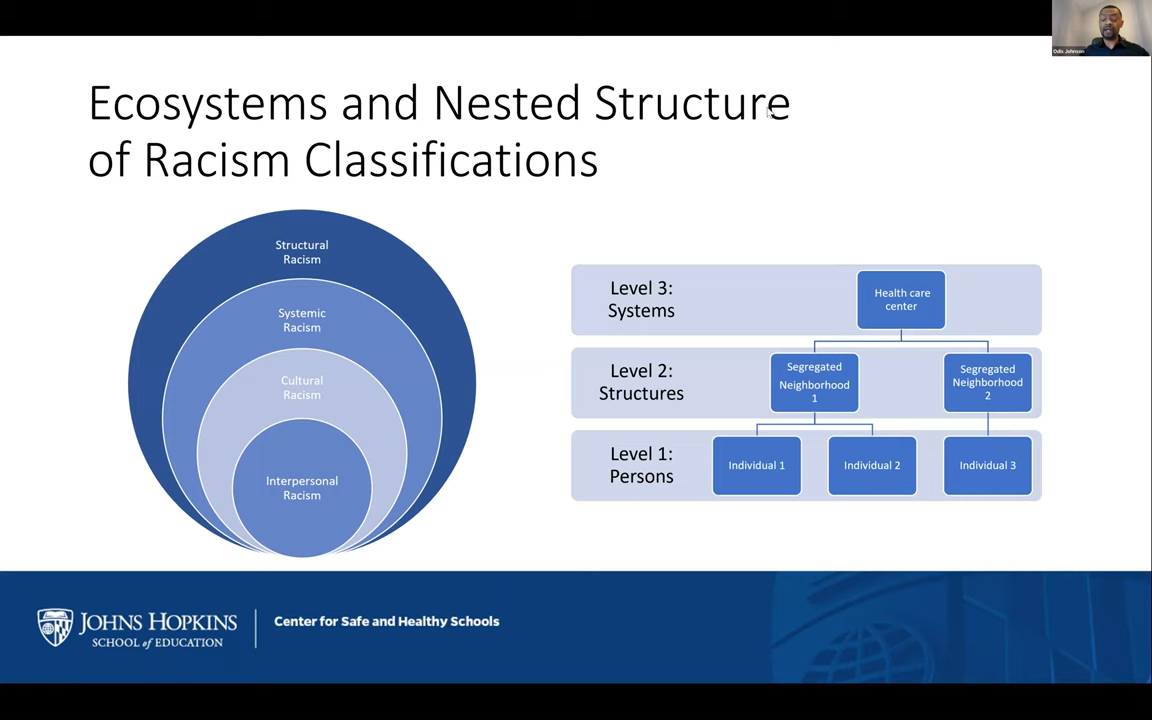 Odis Johnson
Ecosystems and Nested Structure
of Racism Classifications
Structural
Racism
Systemic
Racism
Cultural
Racism
Interpersonal
Racism
Level 3:
Systems
Health care
center
Level 2:
Structures
Segregated
Neighborhood
1
Segregated
Neighborhood
2
Level 1:
Persons
Individual 1
Individual 2
Individual 3
JOHNS HOPKINS
SCHOOL of EDUCATION
Center for Safe and Healthy Schools